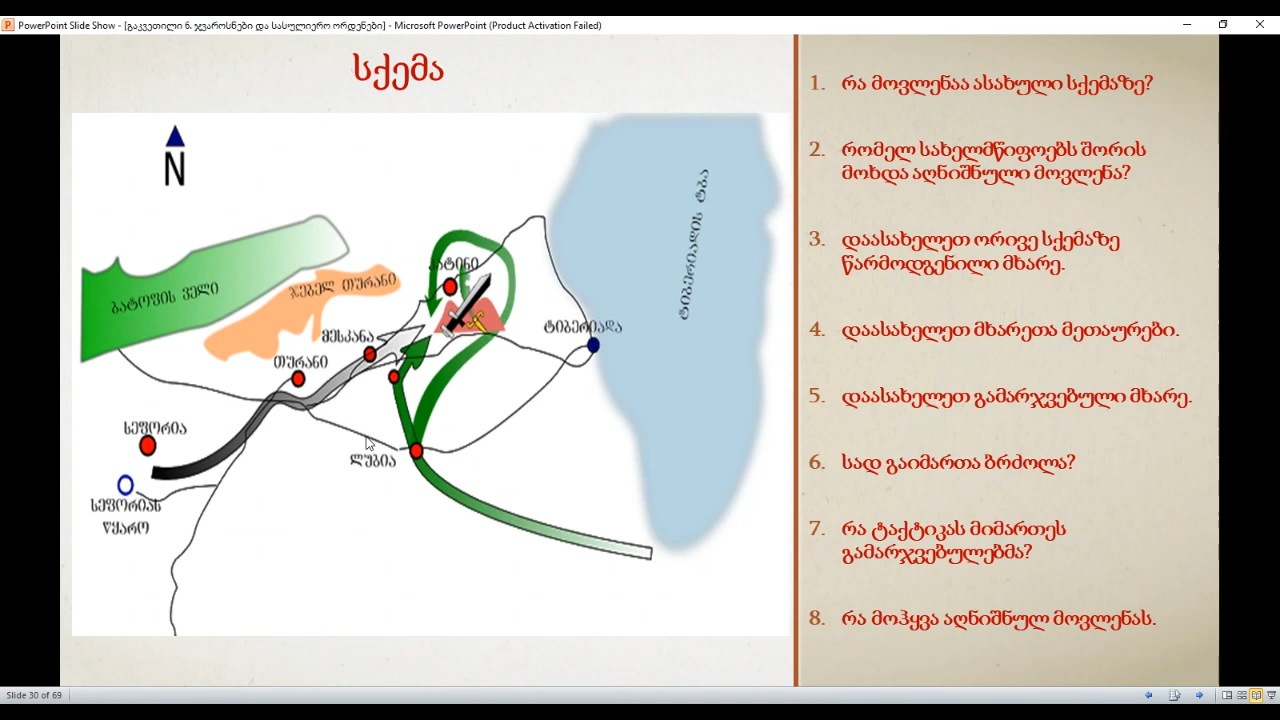 PowerPoint Slide Show - [გაკვეთილი 6. ჯვაროსნები და სასულიერო ორდენები] - Microsoft PowerPoint (Product Activation Failed)
სქემა
N
ბატოფის ველი
ჯებელ თურანი
ჰატინი
მესკანა
თურანი
ტიბერიადა
ტიბერიადის ტბა
სეფორია
ლუბია
სეფორიას
წყარო
1. რა მოვლენაა ასახული სქემაზე?
2. რომელ სახელმწიფოებს შორის
მოხდა აღნიშნული მოვლენა?
3. დაასახელეთ ორივე სქემაზე
წარმოდგენილი მხარე.
4. დაასახელეთ მხარეთა მეთაურები.
5. დაასახელეთ გამარჯვებული მხარე.
6. სად გაიმართა ბრძოლა?
7. რა ტაქტიკას მიმართეს
გამარჯვებულებმა?
8. რა მოჰყვა აღნიშნულ მოვლენას.
Slide 30 of 69